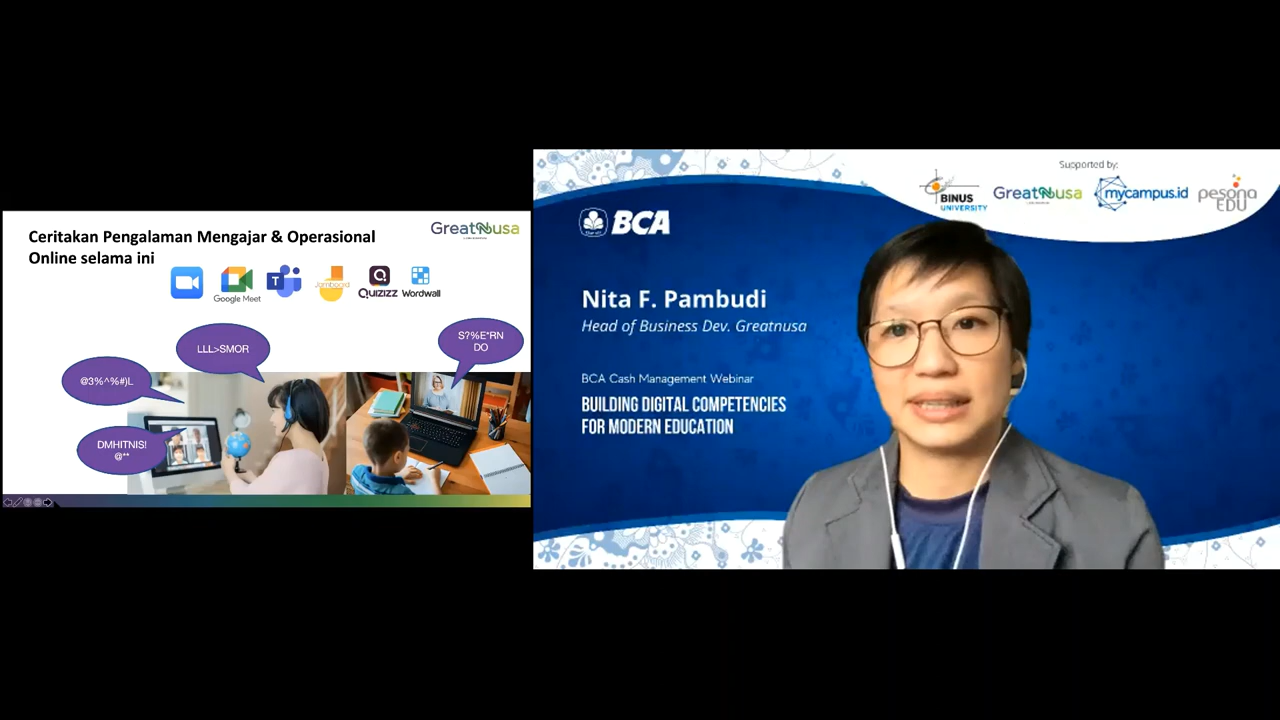 Ceritakan Pengalaman Mengajar & Operasional
Online selama ini
GreatNusa
Google Meet
T
Jamboard
Q
QUIZIZZ
Wordwall
LLL>SMOR
S?%E*RN
DO
@3%^%#)L
DMHITNIS!
@**
Supported by:
BINUS
UNIVERSITY
GreatNusa
mycampus.id
pesona
EDU
BCA
Nita F. Pambudi
Head of Business Dev. Greatnusa
BCA Cash Management Webinar
BUILDING DIGITAL COMPETENCIES
FOR MODERN EDUCATION